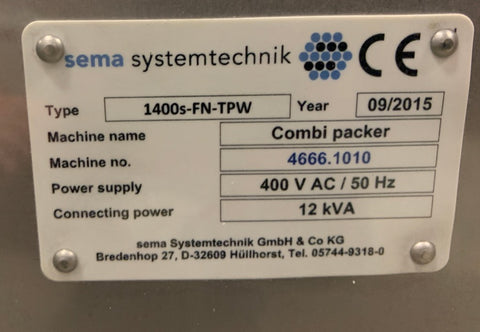 sema systemtechnik CE
Type 1400s-FN-TPW Year 09/2015
Machine name Combi packer
Machine no. 4666.1010
Power supply 400 V AC / 50 Hz
Connecting power 12 kVA
sema Systemtechnik GmbH & Co KG
Bredenhop 27, D-32609 Hüllhorst, Tel. 05744-9318-0